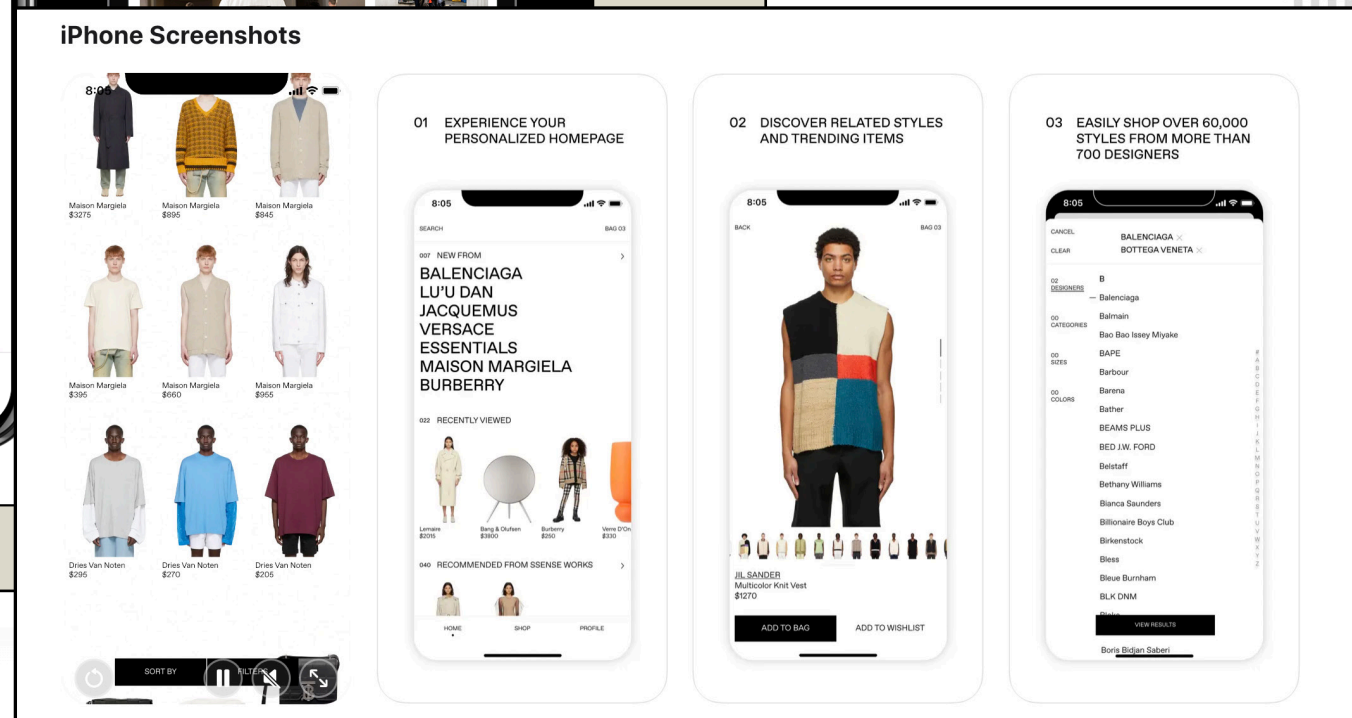 iPhone Screenshots
8:05
Maison Margiela Maison Margiela Maison Margiela
$3275 $895 $845
Maison Margiela Maison Margiela Maison Margiela
$395 $660 $955
Dries Van Noten Dries Van Noten Dries Van Noten
$295 $270 $205
SORT BY FILTERS
01 EXPERIENCE YOUR
PERSONALIZED HOMEPAGE
8:05
SEARCH BAG 03
007 NEW FROM
BALENCIAGA
LU'U DAN
JACQUEMUS
VERSACE
ESSENTIALS
MAISON MARGIELA
BURBERRY
022 RECENTLY VIEWED
Lemaire Bang & Olufsen Burberry Verre D'On
$2015 $3800 $250 $330
040 RECOMMENDED FROM SSENSE WORKS
HOME SHOP PROFILE
02 DISCOVER RELATED STYLES
AND TRENDING ITEMS
8:05
BACK BAG 03
JIL SANDER
Multicolor Knit Vest
$1270
ADD TO BAG ADD TO WISHLIST
03 EASILY SHOP OVER 60,000
STYLES FROM MORE THAN
700 DESIGNERS
8:05
CANCEL
CLEAR
BALENCIAGA ×
BOTTEGA VENETA ×
02
DESIGNERS
00
CATEGORIES
00
SIZES
00
COLORS
B
— Balenciaga
Balmain
Bao Bao Issey Miyake
BAPE
Barbour
Barena
Bather
BEAMS PLUS
BED J.W. FORD
Belstaff
Bethany Williams
Bianca Saunders
Billionaire Boys Club
Birkenstock
Bless
Bleue Burnham
BLK DNM
VIEW RESULTS
Boris Bidjan Saberi
#
A
B
C
D
E
F
G
H
I
J
K
L
M
N
O
P
Q
R
S
T
U
V
W
X
Y
Z